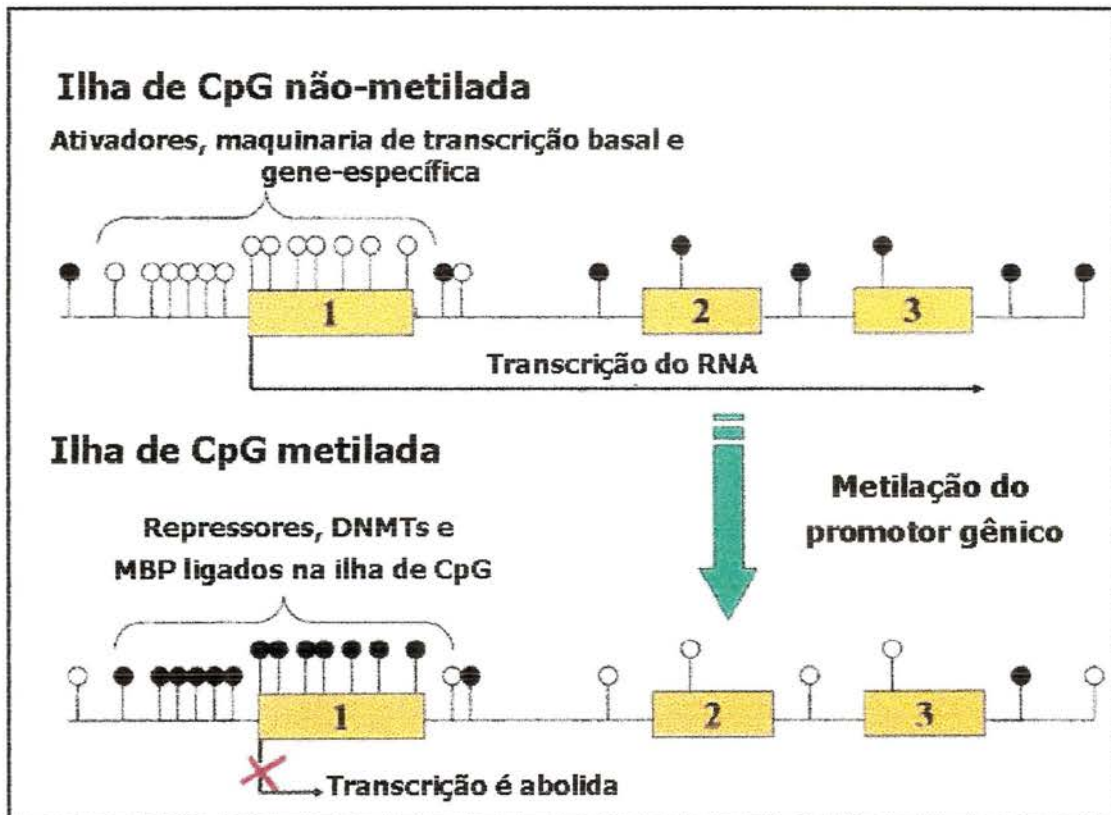 Ilha de CpG não-metilada
Ativadores, maquinaria de transcrição basal e
gene-específica
1
2
3
Transcrição do RNA
Ilha de CpG metilada
Metilação do
promotor gênico
Repressores, DNMTs e
MBP ligados na ilha de CpG
1
2
3
Transcrição é abolida